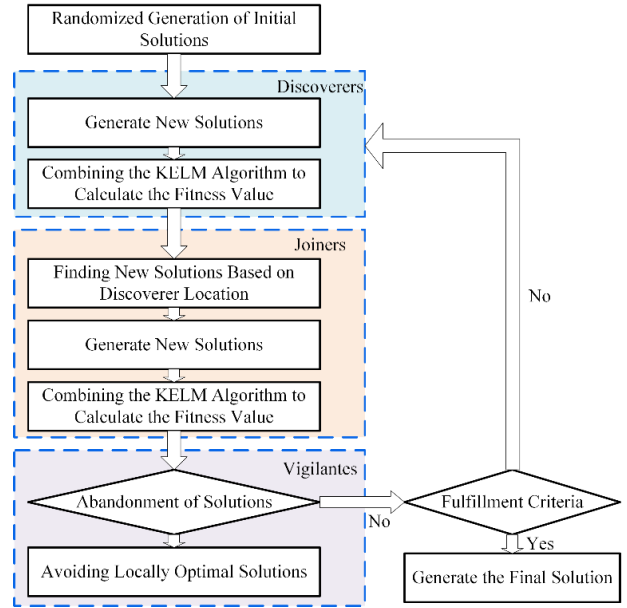 Randomized Generation of Initial
Solutions
Discoverers
Generate New Solutions
Combining the KELM Algorithm to
Calculate the Fitness Value
Joiners
Finding New Solutions Based on
Discoverer Location
Generate New Solutions
Combining the KELM Algorithm to
Calculate the Fitness Value
No
Vigilantes
Abandonment of Solutions
No
Fulfillment Criteria
Yes
Avoiding Locally Optimal Solutions
Generate the Final Solution